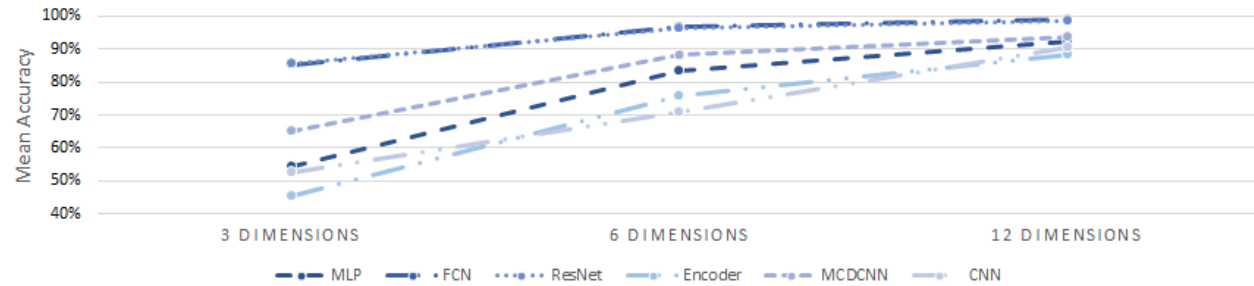 Mean Accuracy
100%
90%
80%
70%
60%
50%
40%
3 DIMENSIONS 6 DIMENSIONS 12 DIMENSIONS
MLP FCN ResNet Encoder MCDCNN CNN